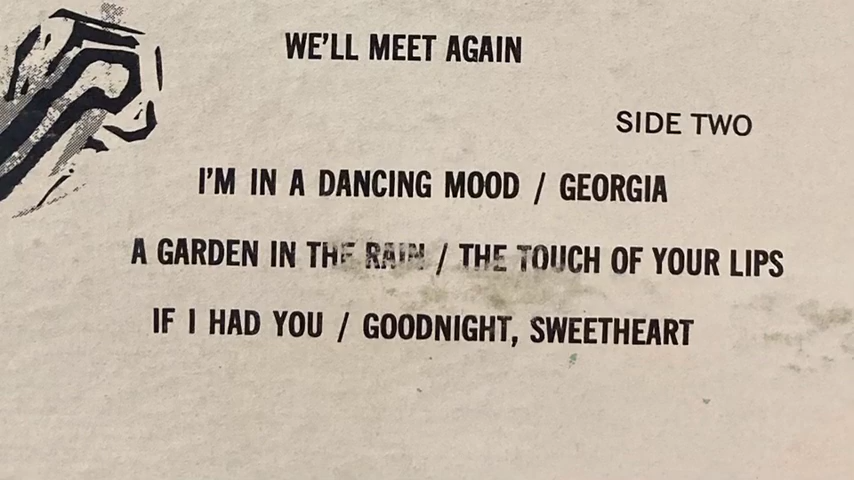 WE'LL MEET AGAIN
SIDE TWO
I'M IN A DANCING MOOD / GEORGIA
A GARDEN IN THE RAIN / THE TOUCH OF YOUR LIPS
IF I HAD YOU / GOODNIGHT, SWEETHEART